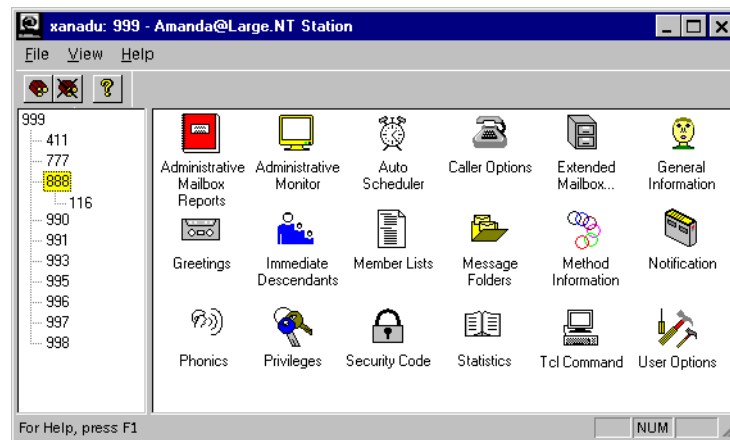 xanadu: 999 - Amanda@Large.NT Station
File View Help
999
411
777
888
116
990
991
993
995
996
997
998
Administrative Mailbox Reports
Administrative Monitor
Auto Scheduler
Caller Options
Extended Mailbox...
General Information
Greetings
Immediate Descendants
Member Lists
Message Folders
Method Information
Notification
Phonics
Privileges
Security Code
Statistics
Tcl Command
User Options
For Help, press F1
NUM